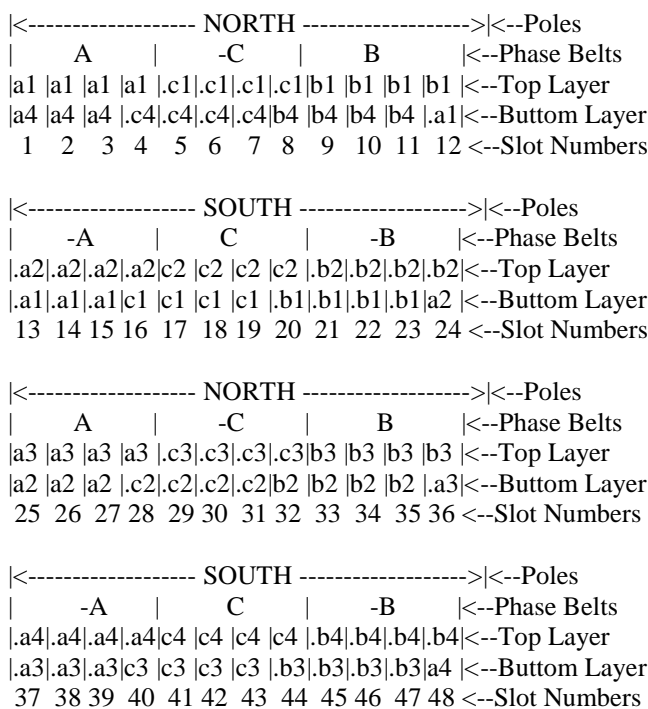 |<------------------- NORTH ------------------->|<--Poles
| A | -C | B |<--Phase Belts
|a1 |a1 |a1 |a1 |.c1|.c1|.c1|.c1|b1 |b1 |b1 |b1 |<--Top Layer
|a4 |a4 |a4 |.c4|.c4|.c4|.c4|b4 |b4 |b4 |b4 |.a1|<--Buttom Layer
1 2 3 4 5 6 7 8 9 10 11 12 <--Slot Numbers
|<------------------- SOUTH ------------------->|<--Poles
| -A | C | -B |<--Phase Belts
|.a2|.a2|.a2|.a2|c2 |c2 |c2 |c2 |.b2|.b2|.b2|.b2|<--Top Layer
|.a1|.a1|.a1|c1 |c1 |c1 |c1 |.b1|.b1|.b1|.b1|a2 |<--Buttom Layer
13 14 15 16 17 18 19 20 21 22 23 24 <--Slot Numbers
|<------------------- NORTH ------------------->|<--Poles
| A | -C | B |<--Phase Belts
|a3 |a3 |a3 |a3 |.c3|.c3|.c3|.c3|b3 |b3 |b3 |b3 |<--Top Layer
|a2 |a2 |a2 |.c2|.c2|.c2|.c2|b2 |b2 |b2 |b2 |.a3|<--Buttom Layer
25 26 27 28 29 30 31 32 33 34 35 36 <--Slot Numbers
|<------------------- SOUTH ------------------->|<--Poles
| -A | C | -B |<--Phase Belts
|.a4|.a4|.a4|.a4|c4 |c4 |c4 |c4 |.b4|.b4|.b4|.b4|<--Top Layer
|.a3|.a3|.a3|c3 |c3 |c3 |c3 |.b3|.b3|.b3|.b3|a4 |<--Buttom Layer
37 38 39 40 41 42 43 44 45 46 47 48 <--Slot Numbers